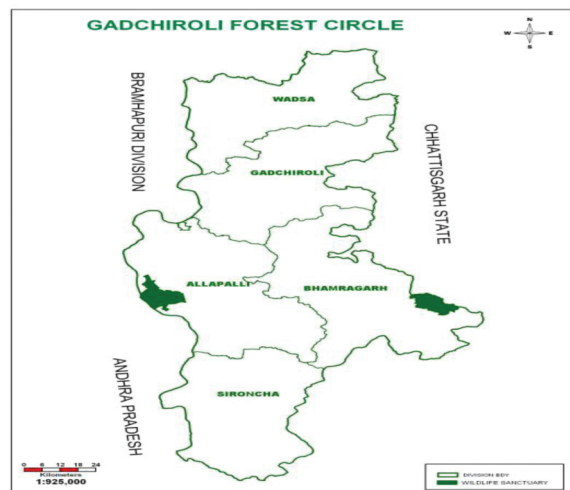 GADCHIROLI FOREST CIRCLE
N
W E
S
BRAMHAPURI DIVISION
WADSA
CHHATTISGARH STATE
GADCHIROLI
ALLAPALLI
BHAMRAGARH
ANDHRA PRADESH
SIRONCHA
0 6 12 18 24
Kilometers
1:925,000
DIVISION BDY
WILDLIFE SANCTUARY